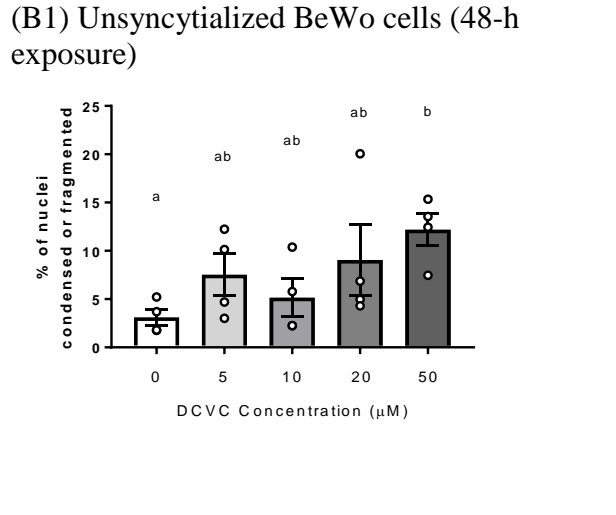 (B1) Unsyncytialized BeWo cells (48-h
exposure)
% of nuclei
condensed or fragmented
25
20
15
10
5
0
a
ab
ab
ab
b
0 5 10 20 50
DCVC Concentration (μM)